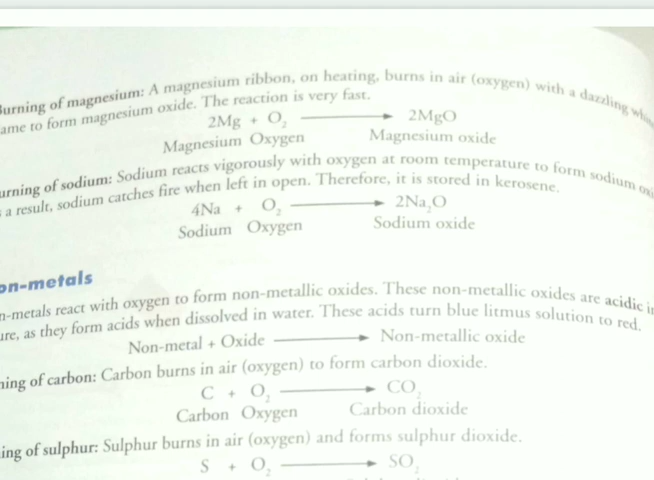 urning of magnesium: A magnesium ribbon, on heating, burns in air (oxygen) with a dazzling
ame to form magnesium oxide. The reaction is very fast.
2Mg + O₂ ⟶ 2MgO
Magnesium Oxygen Magnesium oxide
urning of sodium: Sodium reacts vigorously with oxygen at room temperature to form sodium
a result, sodium catches fire when left in open. Therefore, it is stored in kerosene.
4Na + O₂ ⟶ 2Na₂O
Sodium Oxygen Sodium oxide
on-metals
n-metals react with oxygen to form non-metallic oxides. These non-metallic oxides are acidic
ure, as they form acids when dissolved in water. These acids turn blue litmus solution to red.
Non-metal + Oxide ⟶ Non-metallic oxide
ning of carbon: Carbon burns in air (oxygen) to form carbon dioxide.
C + O₂ ⟶ CO₂
Carbon Oxygen Carbon dioxide
ing of sulphur: Sulphur burns in air (oxygen) and forms sulphur dioxide.
S + O₂ ⟶ SO₂